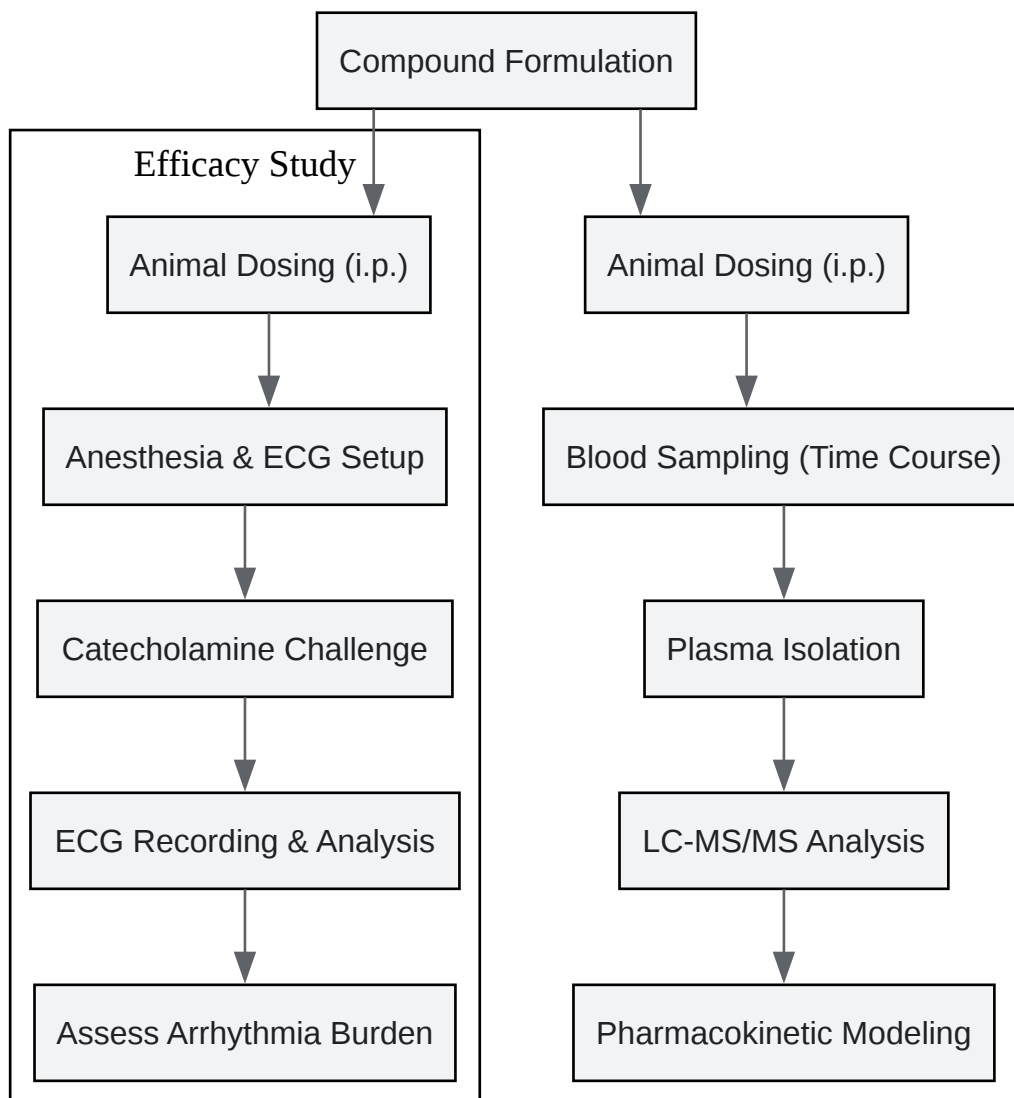 Compound Formulation
Efficacy Study
Animal Dosing (i.p.)
Anesthesia & ECG Setup
Catecholamine Challenge
ECG Recording & Analysis
Assess Arrhythmia Burden
Animal Dosing (i.p.)
Blood Sampling (Time Course)
Plasma Isolation
LC-MS/MS Analysis
Pharmacokinetic Modeling